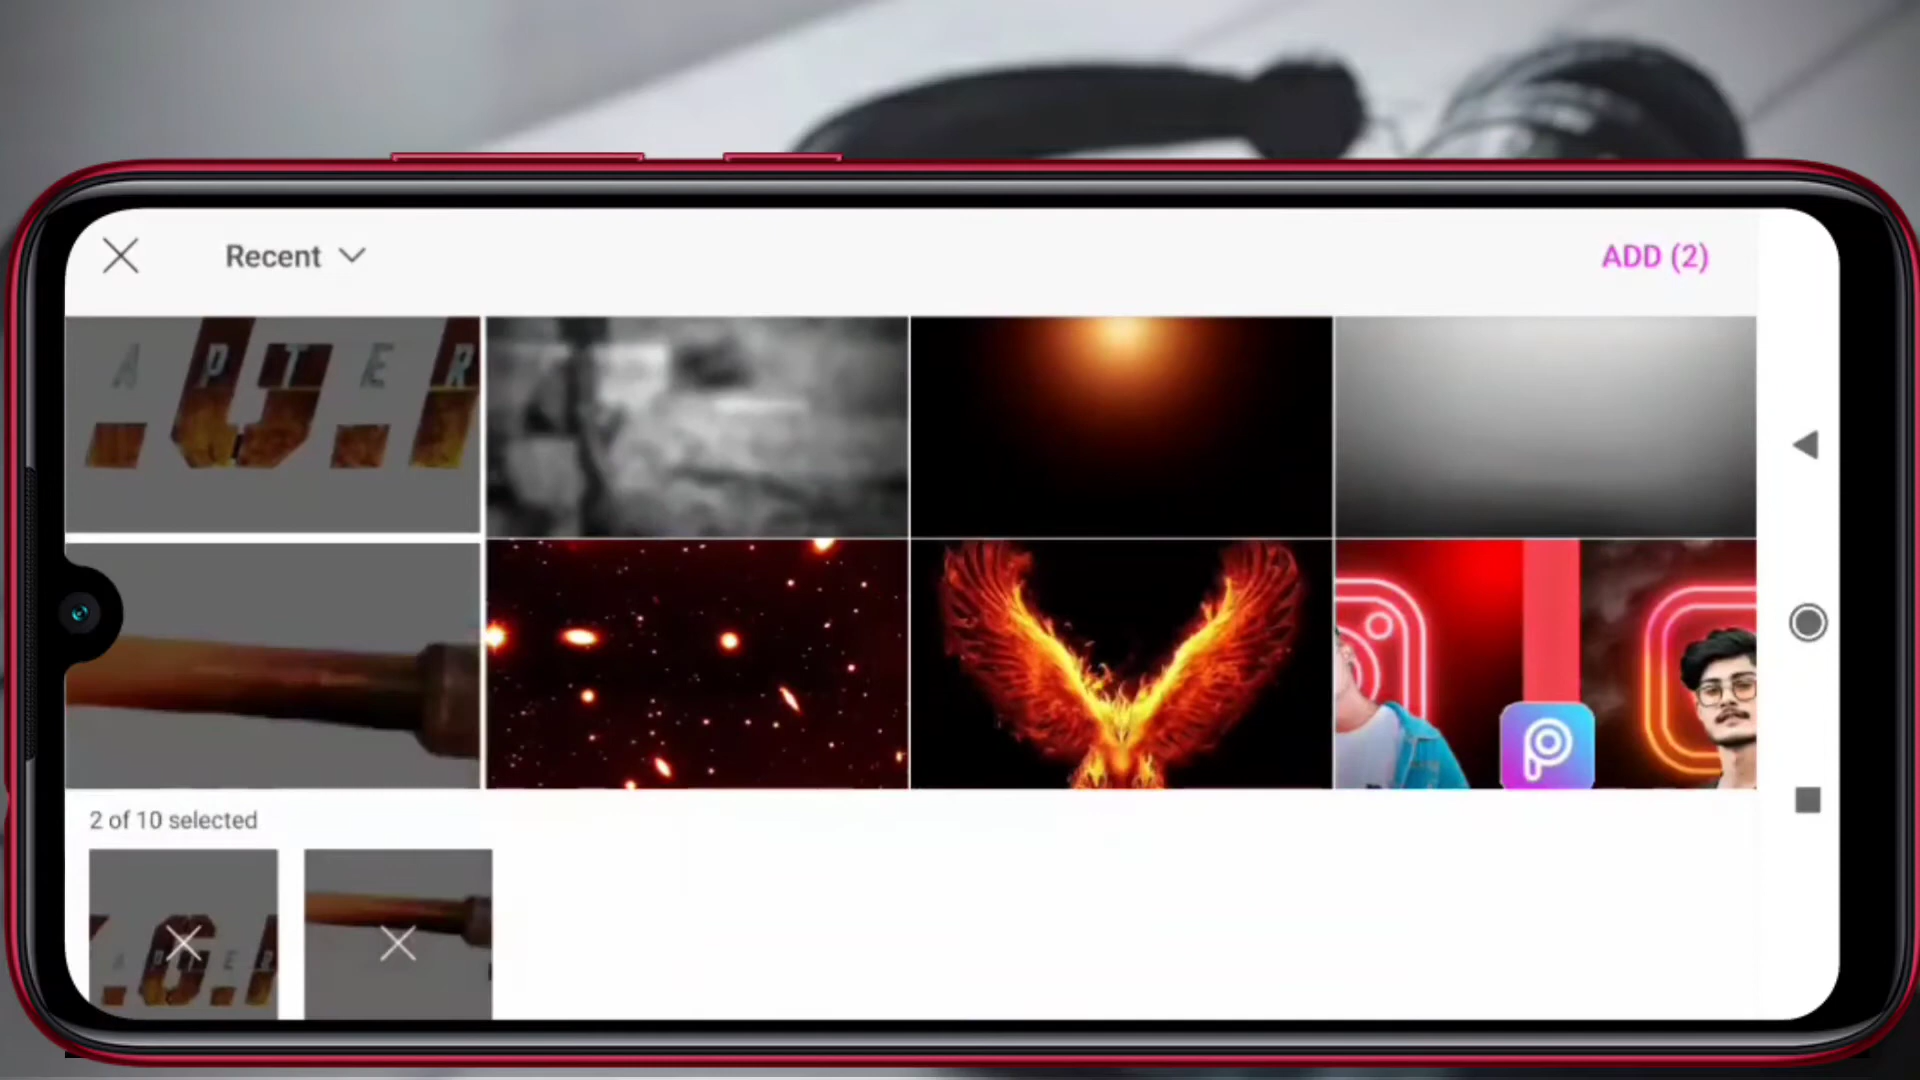 Recent
ADD (2)
A P T E R
.G.F
2 of 10 selected
.G.F
A P T E R